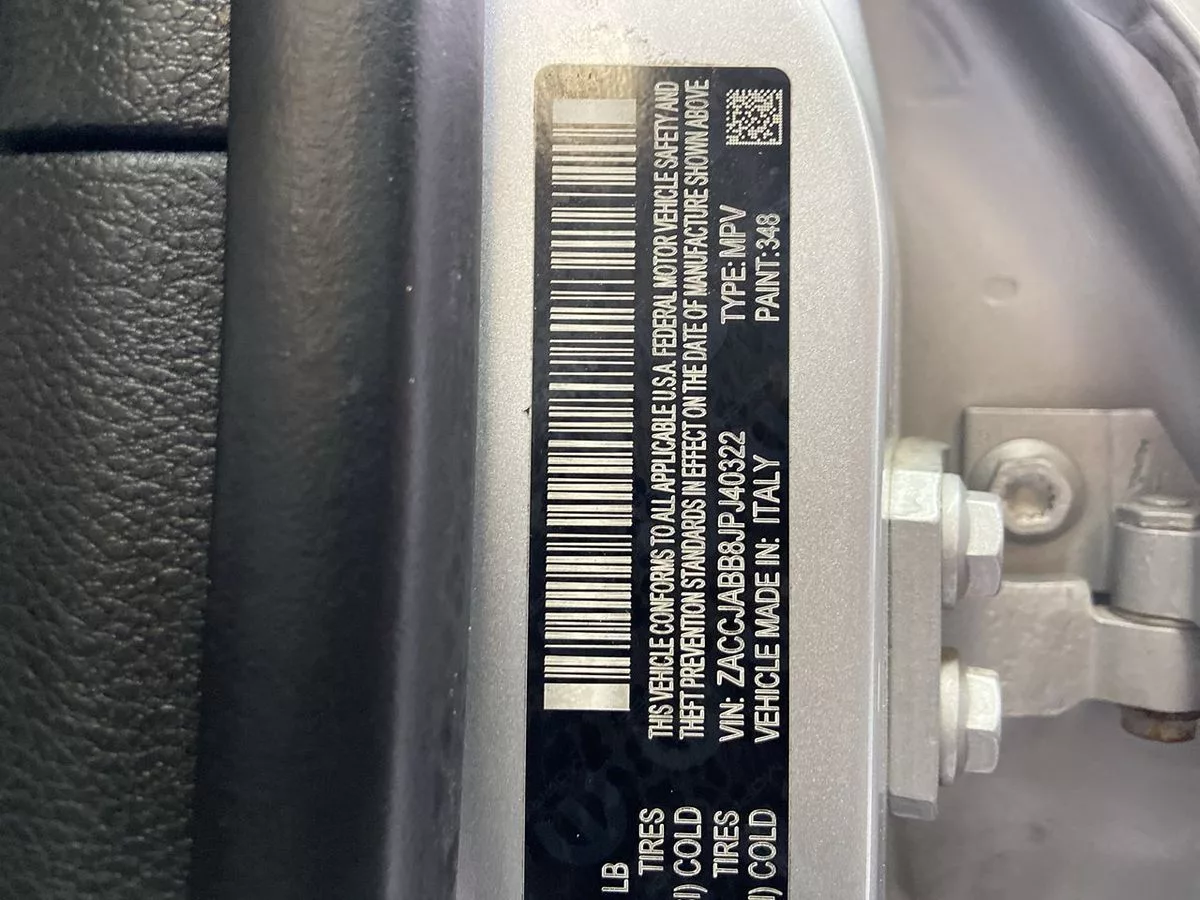 THIS VEHICLE CONFORMS TO ALL APPLICABLE U.S.A. FEDERAL MOTOR VEHICLE SAFETY AND
THEFT PREVENTION STANDARDS IN EFFECT ON THE DATE OF MANUFACTURE SHOWN ABOVE
VIN: ZACCJABB8JPJ40322 TYPE: MPV
VEHICLE MADE IN: ITALY PAINT:348
LB
TIRES
I) COLD
TIRES
I) COLD